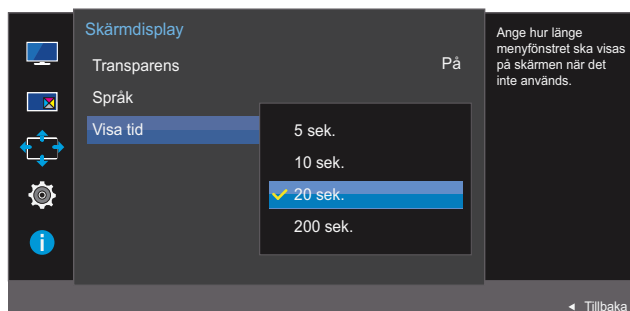 Skärmdisplay
Transparens På
Språk
Visa tid
5 sek.
10 sek.
20 sek.
200 sek.
Ange hur länge
menyfönstret ska visas
på skärmen när det
inte används.
Tillbaka